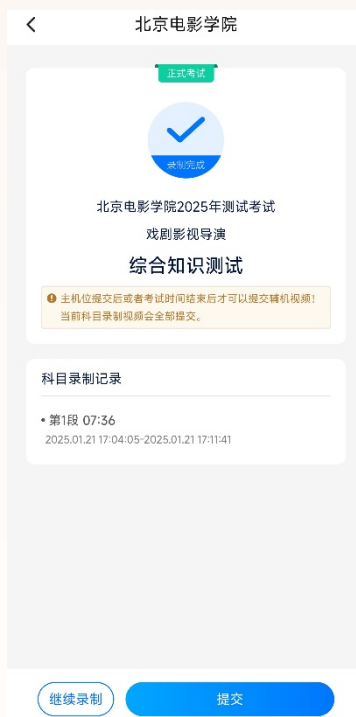 北京电影学院
正式考试
录制完成
北京电影学院2025年测试考试
戏剧影视导演
综合知识测试
主机位提交后或者考试时间结束后才可以提交辅机视频！
当前科目录制视频会全部提交。
科目录制记录
• 第1段 07:36
2025.01.21 17:04:05-2025.01.21 17:11:41
继续录制
提交